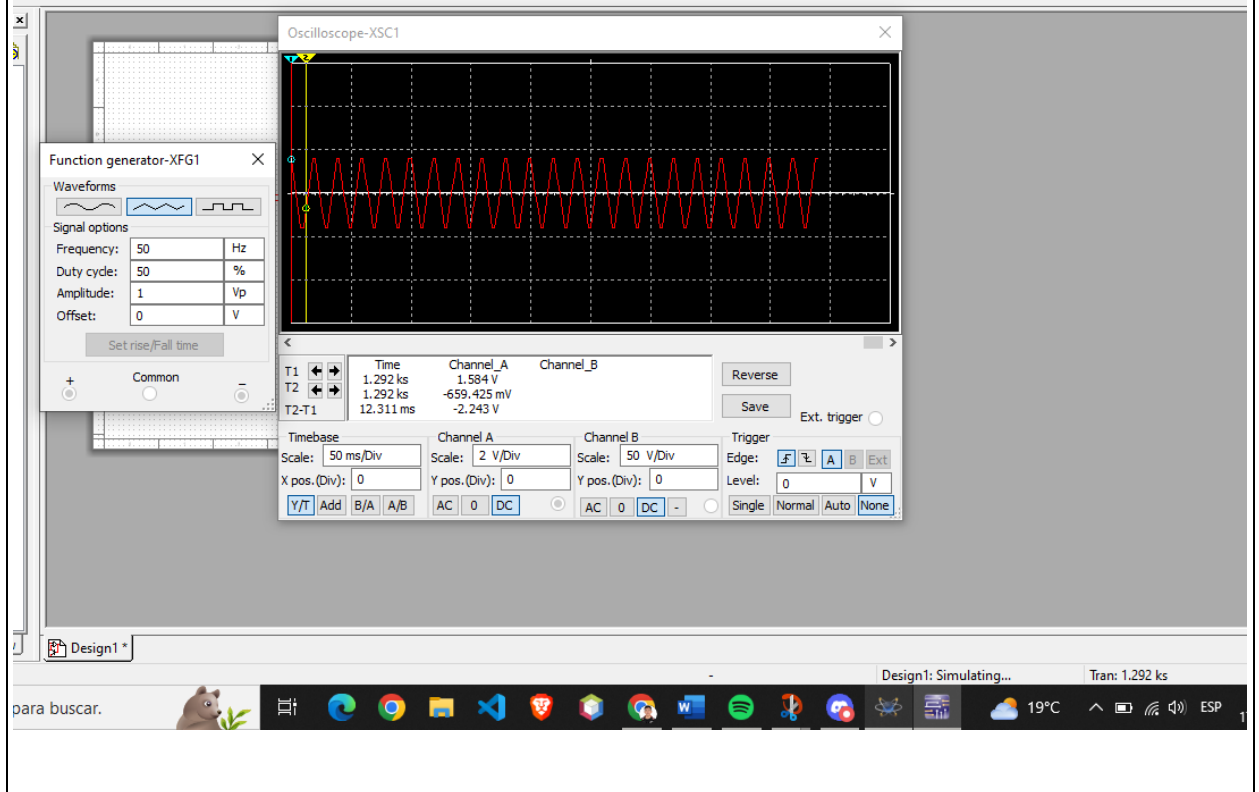 Oscilloscope-XSC1
1 2
Function generator-XFG1
Waveforms
Signal options
Frequency: 50 Hz
Duty cycle: 50 %
Amplitude: 1 Vp
Offset: 0 V
Set rise/Fall time
+ Common −
Time Channel_A Channel_B
T1 1.292 ks 1.584 V
T2 1.292 ks -659.425 mV
T2-T1 12.311 ms -2.243 V
Reverse
Save
Ext. trigger
Timebase
Scale: 50 ms/Div
X pos.(Div): 0
Y/T Add B/A A/B
Channel A
Scale: 2 V/Div
Y pos.(Div): 0
AC 0 DC
Channel B
Scale: 50 V/Div
Y pos.(Div): 0
AC 0 DC -
Trigger
Edge: A B Ext
Level: 0 V
Single Normal Auto None
Design1 *
- Design1: Simulating... Tran: 1.292 ks
para buscar.
W
19°C ESP